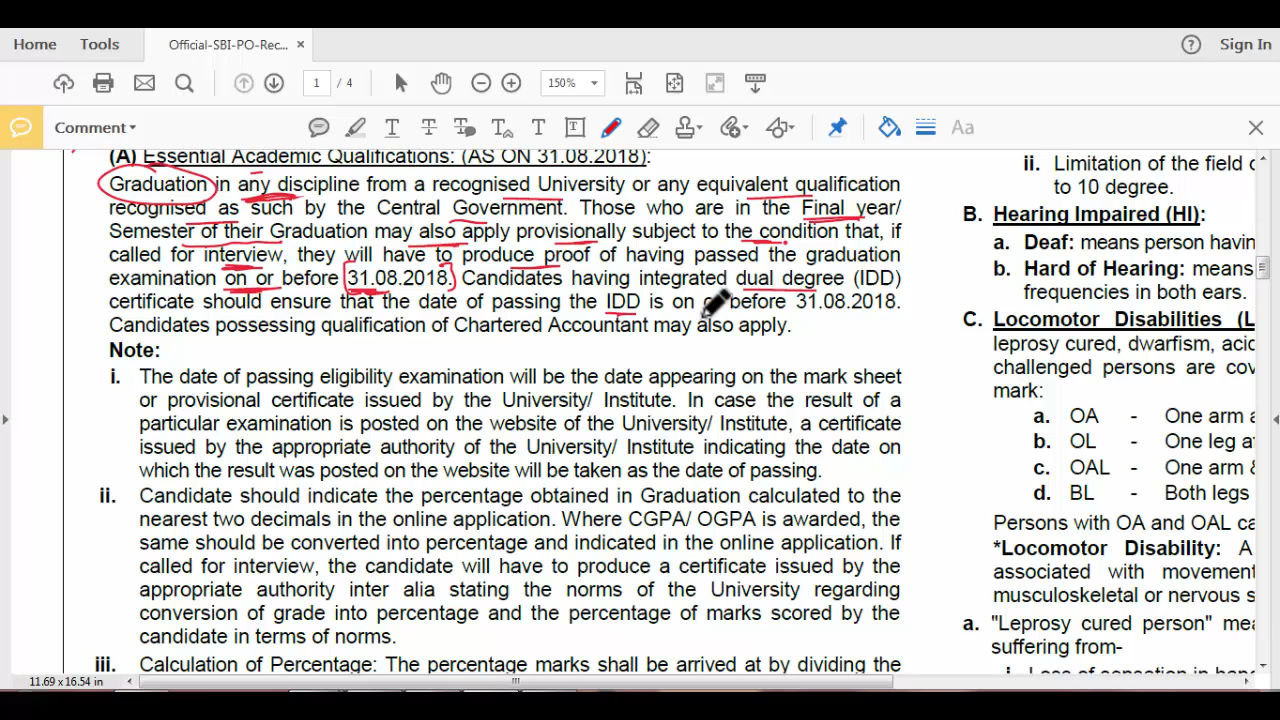 Home Tools Official-SBI-PO-Rec... × Sign In
1 / 4 150%
Comment Aa
(A) Essential Academic Qualifications: (AS ON 31.08.2018):
Graduation in any discipline from a recognised University or any equivalent qualification
recognised as such by the Central Government. Those who are in the Final year/
Semester of their Graduation may also apply provisionally subject to the condition that, if
called for interview, they will have to produce proof of having passed the graduation
examination on or before 31.08.2018. Candidates having integrated dual degree (IDD)
certificate should ensure that the date of passing the IDD is on or before 31.08.2018.
Candidates possessing qualification of Chartered Accountant may also apply.
Note:
i. The date of passing eligibility examination will be the date appearing on the mark sheet
or provisional certificate issued by the University/ Institute. In case the result of a
particular examination is posted on the website of the University/ Institute, a certificate
issued by the appropriate authority of the University/ Institute indicating the date on
which the result was posted on the website will be taken as the date of passing.
ii. Candidate should indicate the percentage obtained in Graduation calculated to the
nearest two decimals in the online application. Where CGPA/ OGPA is awarded, the
same should be converted into percentage and indicated in the online application. If
called for interview, the candidate will have to produce a certificate issued by the
appropriate authority inter alia stating the norms of the University regarding
conversion of grade into percentage and the percentage of marks scored by the
candidate in terms of norms.
iii. Calculation of Percentage: The percentage marks shall be arrived at by dividing the
ii. Limitation of the field
to 10 degree.
B. Hearing Impaired (HI):
a. Deaf: means person
b. Hard of Hearing: means
frequencies in both ears.
C. Locomotor Disabilities (L
leprosy cured, dwarfism,
challenged persons are
mark:
a. OA - One arm
b. OL - One leg
c. OAL - One arm &
d. BL - Both legs
Persons with OA and OAL
*Locomotor Disability: A
associated with
musculoskeletal or nervous
a. "Leprosy cured person"
suffering from-
i. Loss of sensation in
11.69 x 16.54 in